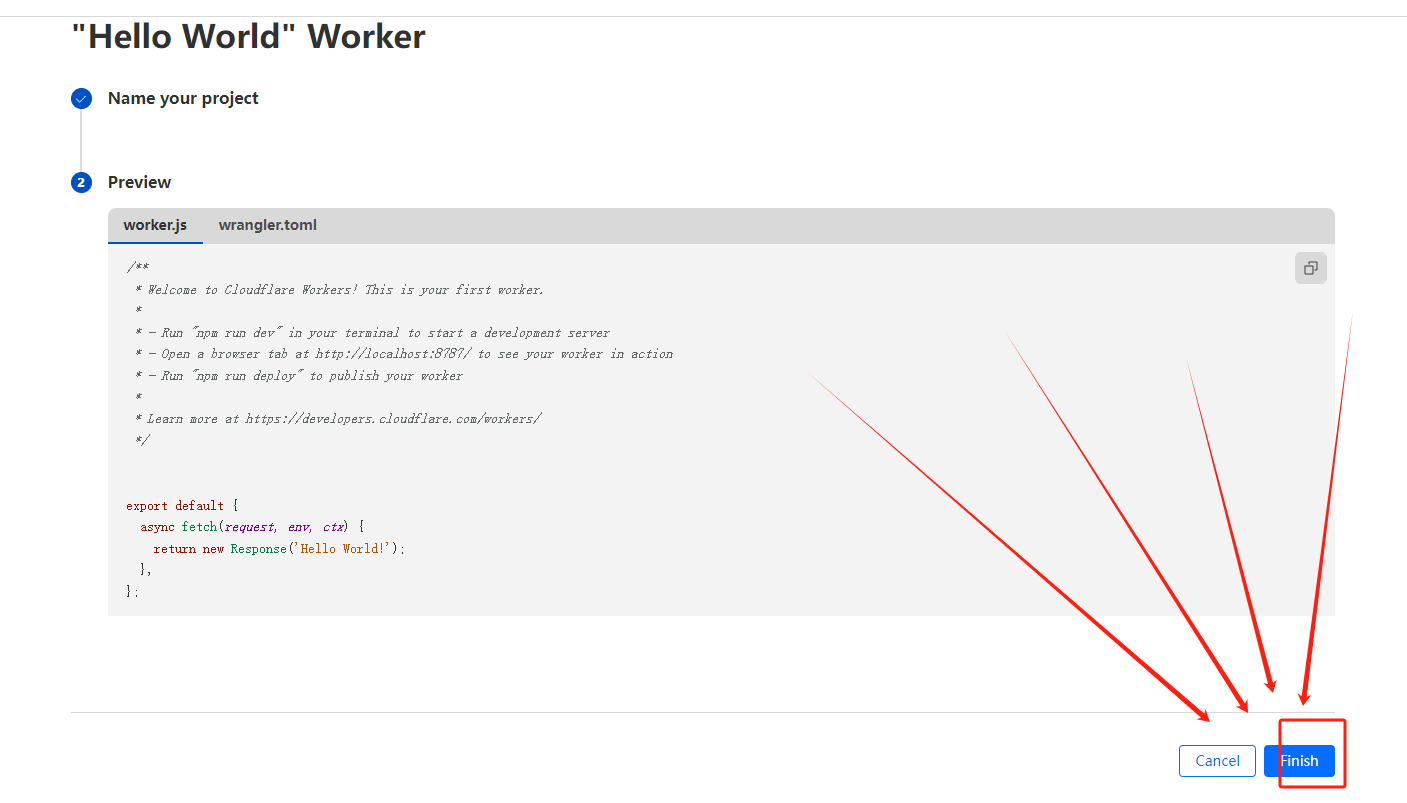 "Hello World" Worker
Name your project
2 Preview
worker.js wrangler.toml
/**
* Welcome to Cloudflare Workers! This is your first worker.
*
* - Run "npm run dev" in your terminal to start a development server
* - Open a browser tab at http://localhost:8787/ to see your worker in action
* - Run "npm run deploy" to publish your worker
*
* Learn more at https://developers.cloudflare.com/workers/
*/
export default {
async fetch(request, env, ctx) {
return new Response('Hello World!');
},
};
Cancel Finish